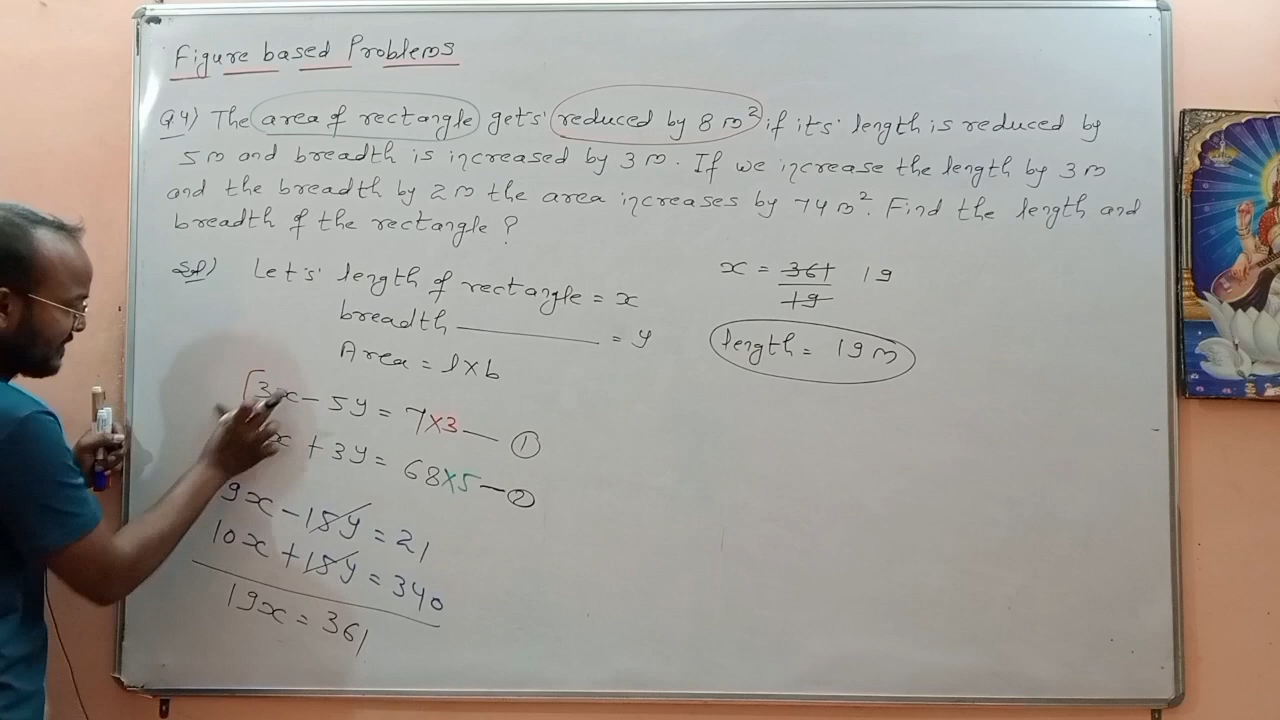 Figure based Problems
Q4) The area of rectangle gets reduced by 8 m² if its length is reduced by
5 m and breadth is increased by 3 m. If we increase the length by 3 m
and the breadth by 2 m the area increases by 74 m². Find the length and
breadth of the rectangle ?
Sol) Let's length of rectangle = x
breadth ——— = y
Area = l×b
3x - 5y = 7×3 — ①
x + 3y = 68×5 — ②
9x - 15y = 21
10x + 15y = 340
19x = 361
x = 361 19
19
length = 19 m